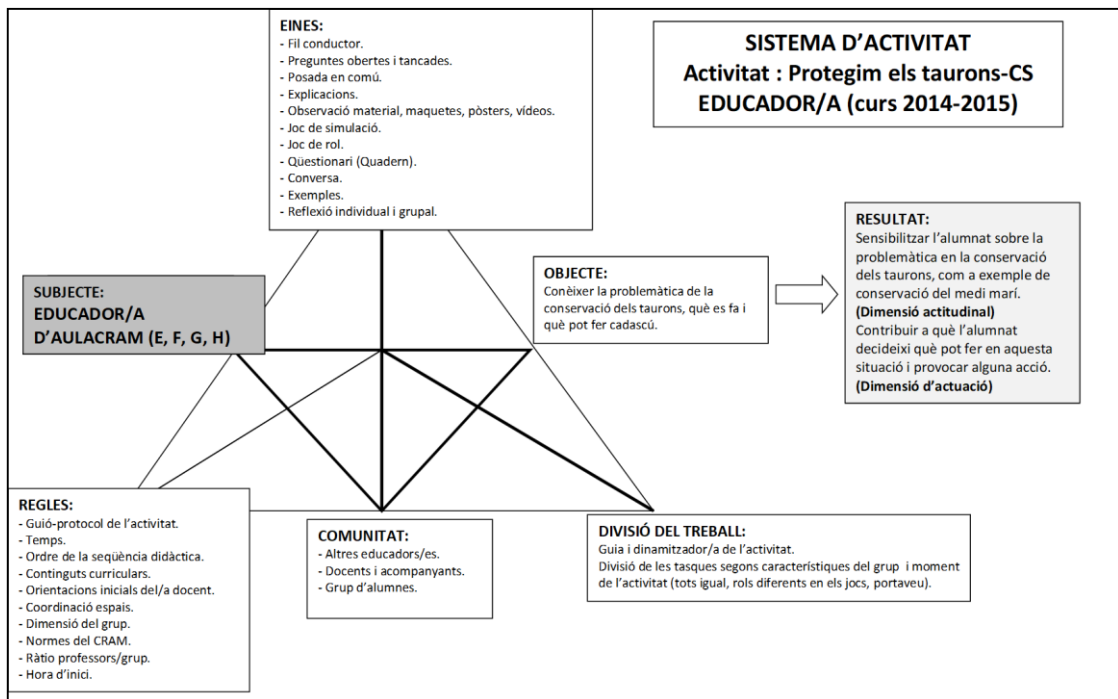 EINES:
- Fil conductor.
- Preguntes obertes i tancades.
- Posada en comú.
- Explicacions.
- Observació material, maquetes, pòsters, vídeos.
- Joc de simulació.
- Joc de rol.
- Qüestionari (Quadern).
- Conversa.
- Exemples.
- Reflexió individual i grupal.
SISTEMA D’ACTIVITAT
Activitat : Protegim els taurons-CS
EDUCADOR/A (curs 2014-2015)
SUBJECTE:
EDUCADOR/A
D’AULACRAM (E, F, G, H)
OBJECTE:
Conèixer la problemàtica de la
conservació dels taurons, què es fa i
què pot fer cadascú.
RESULTAT:
Sensibilitzar l’alumnat sobre la
problemàtica en la conservació
dels taurons, com a exemple de
conservació del medi marí.
(Dimensió actitudinal)
Contribuir a què l’alumnat
decideixi què pot fer en aquesta
situació i provocar alguna acció.
(Dimensió d’actuació)
REGLES:
- Guió-protocol de l’activitat.
- Temps.
- Ordre de la seqüència didàctica.
- Continguts curriculars.
- Orientacions inicials del/a docent.
- Coordinació espais.
- Dimensió del grup.
- Normes del CRAM.
- Ràtio professors/grup.
- Hora d’inici.
COMUNITAT:
- Altres educadors/es.
- Docents i acompanyants.
- Grup d’alumnes.
DIVISIÓ DEL TREBALL:
Guia i dinamitzador/a de l’activitat.
Divisió de les tasques segons característiques del grup i moment
de l’activitat (tots igual, rols diferents en els jocs, portaveu).